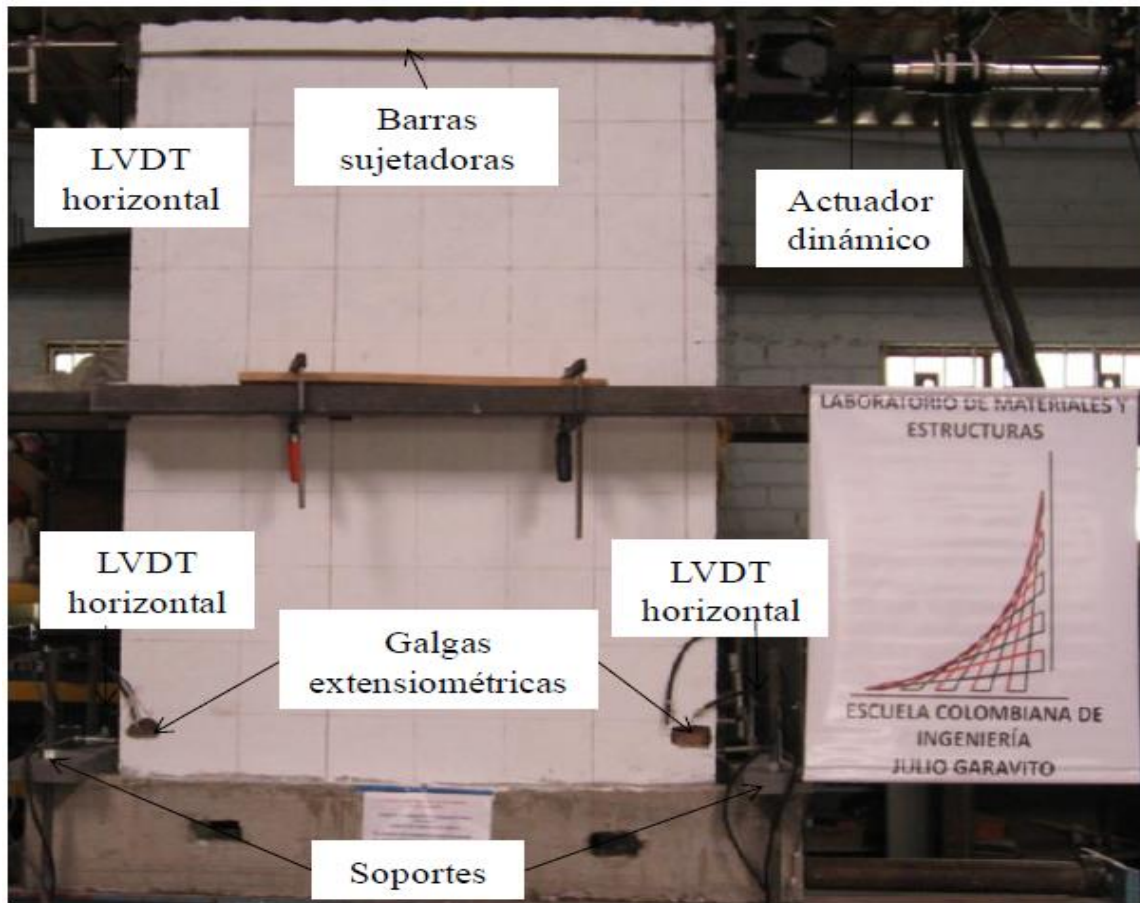 Barras
sujetadoras
LVDT
horizontal
Actuador
dinámico
LABORATORIO DE MATERIALES Y
ESTRUCTURAS
LVDT
horizontal
LVDT
horizontal
Galgas
extensiométricas
ESCUELA COLOMBIANA DE
INGENIERÍA
JULIO GARAVITO
Soportes